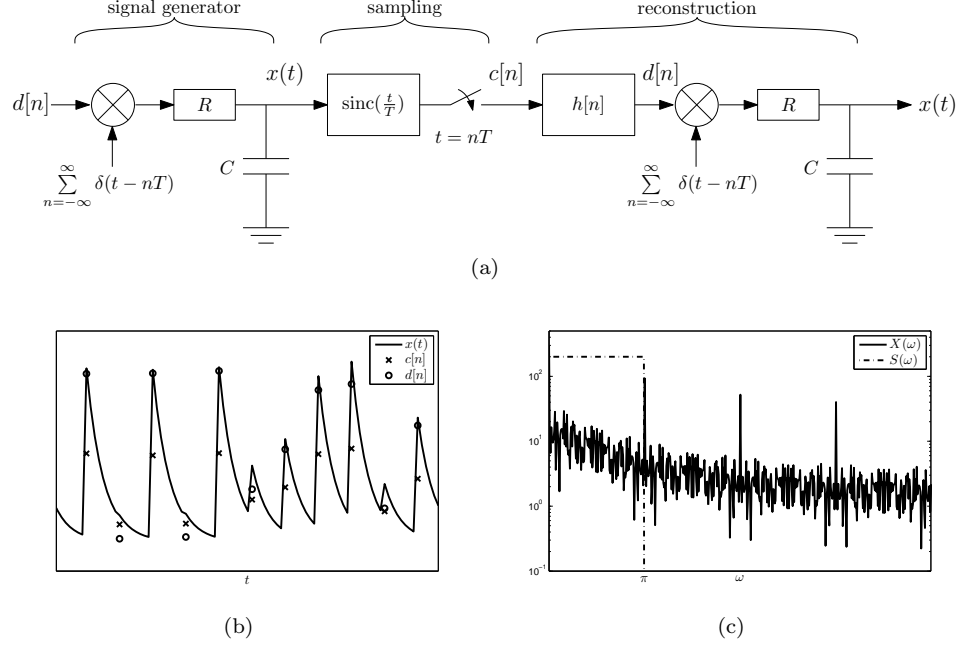 signal generator sampling reconstruction
x(t) c[n] d[n]
d[n] R sinc(t/T) h[n] R x(t)
t = nT
C C
∞ ∑ n=−∞ δ(t − nT) ∞ ∑ n=−∞ δ(t − nT)
(a)
x(t)
c[n]
d[n]
t
(b)
X(ω)
S(ω)
10²
10¹
10⁰
10⁻¹
π ω
(c)